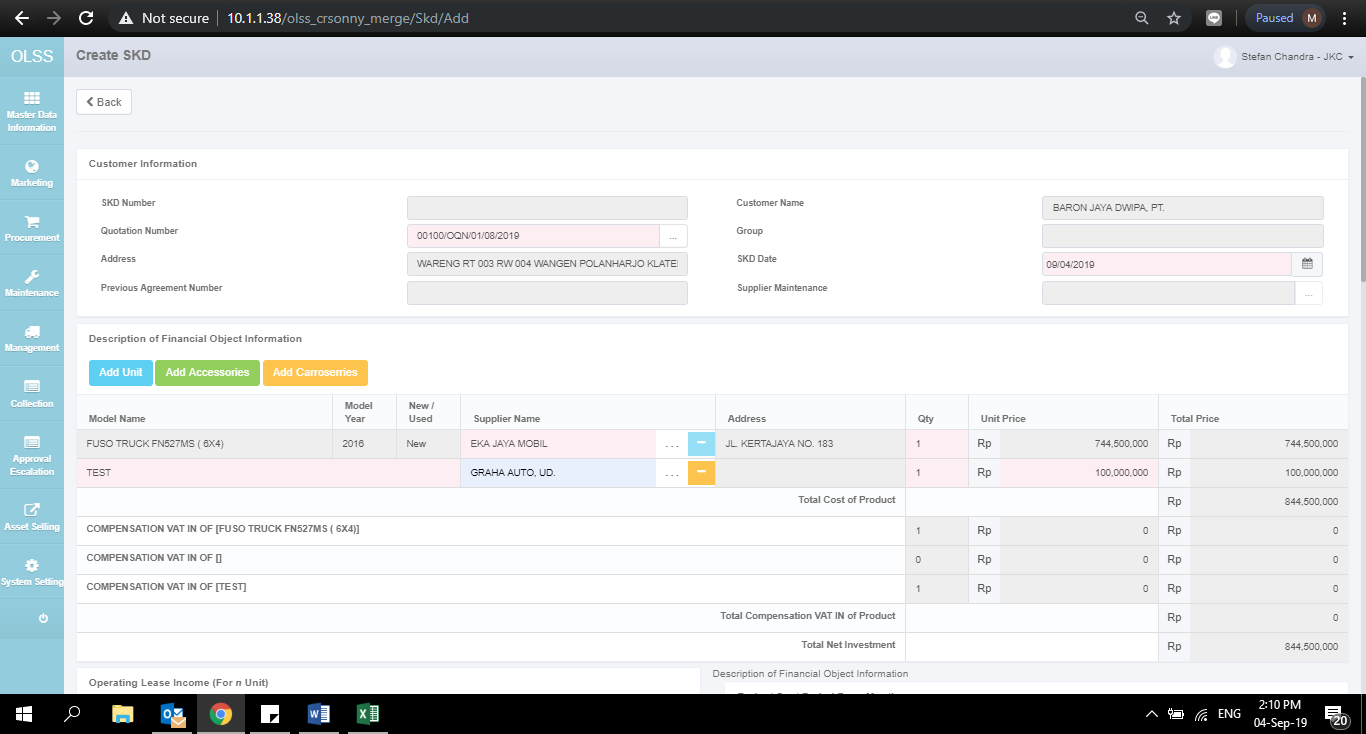 Not secure | 10.1.1.38/olss_crsonny_merge/Skd/Add
Paused M
OLSS
Create SKD
Stefan Chandra - JKC
Master Data Information
Marketing
Procurement
Maintenance
Management
Collection
Approval Escalation
Asset Selling
System Setting
Back
Customer Information
SKD Number
Customer Name BARON JAYA DWIPA, PT.
Quotation Number 00100/OQN/01/08/2019 ...
Group
Address WARENG RT 003 RW 004 WANGEN POLANHARJO KLATE
SKD Date 09/04/2019
Previous Agreement Number
Supplier Maintenance ...
Description of Financial Object Information
Add Unit Add Accessories Add Carroserries
Model Name Model Year New / Used Supplier Name Address Qty Unit Price Total Price
FUSO TRUCK FN527MS ( 6X4) 2016 New EKA JAYA MOBIL ... JL. KERTAJAYA NO. 183 1 Rp 744,500,000 Rp 744,500,000
TEST GRAHA AUTO, UD. ... 1 Rp 100,000,000 Rp 100,000,000
Total Cost of Product Rp 844,500,000
COMPENSATION VAT IN OF [FUSO TRUCK FN527MS ( 6X4)] 1 Rp 0 Rp 0
COMPENSATION VAT IN OF [] 0 Rp 0 Rp 0
COMPENSATION VAT IN OF [TEST] 1 Rp 0 Rp 0
Total Compensation VAT IN of Product Rp 0
Total Net Investment Rp 844,500,000
Operating Lease Income (For n Unit)
Description of Financial Object Information
ENG
2:10 PM
04-Sep-19
20